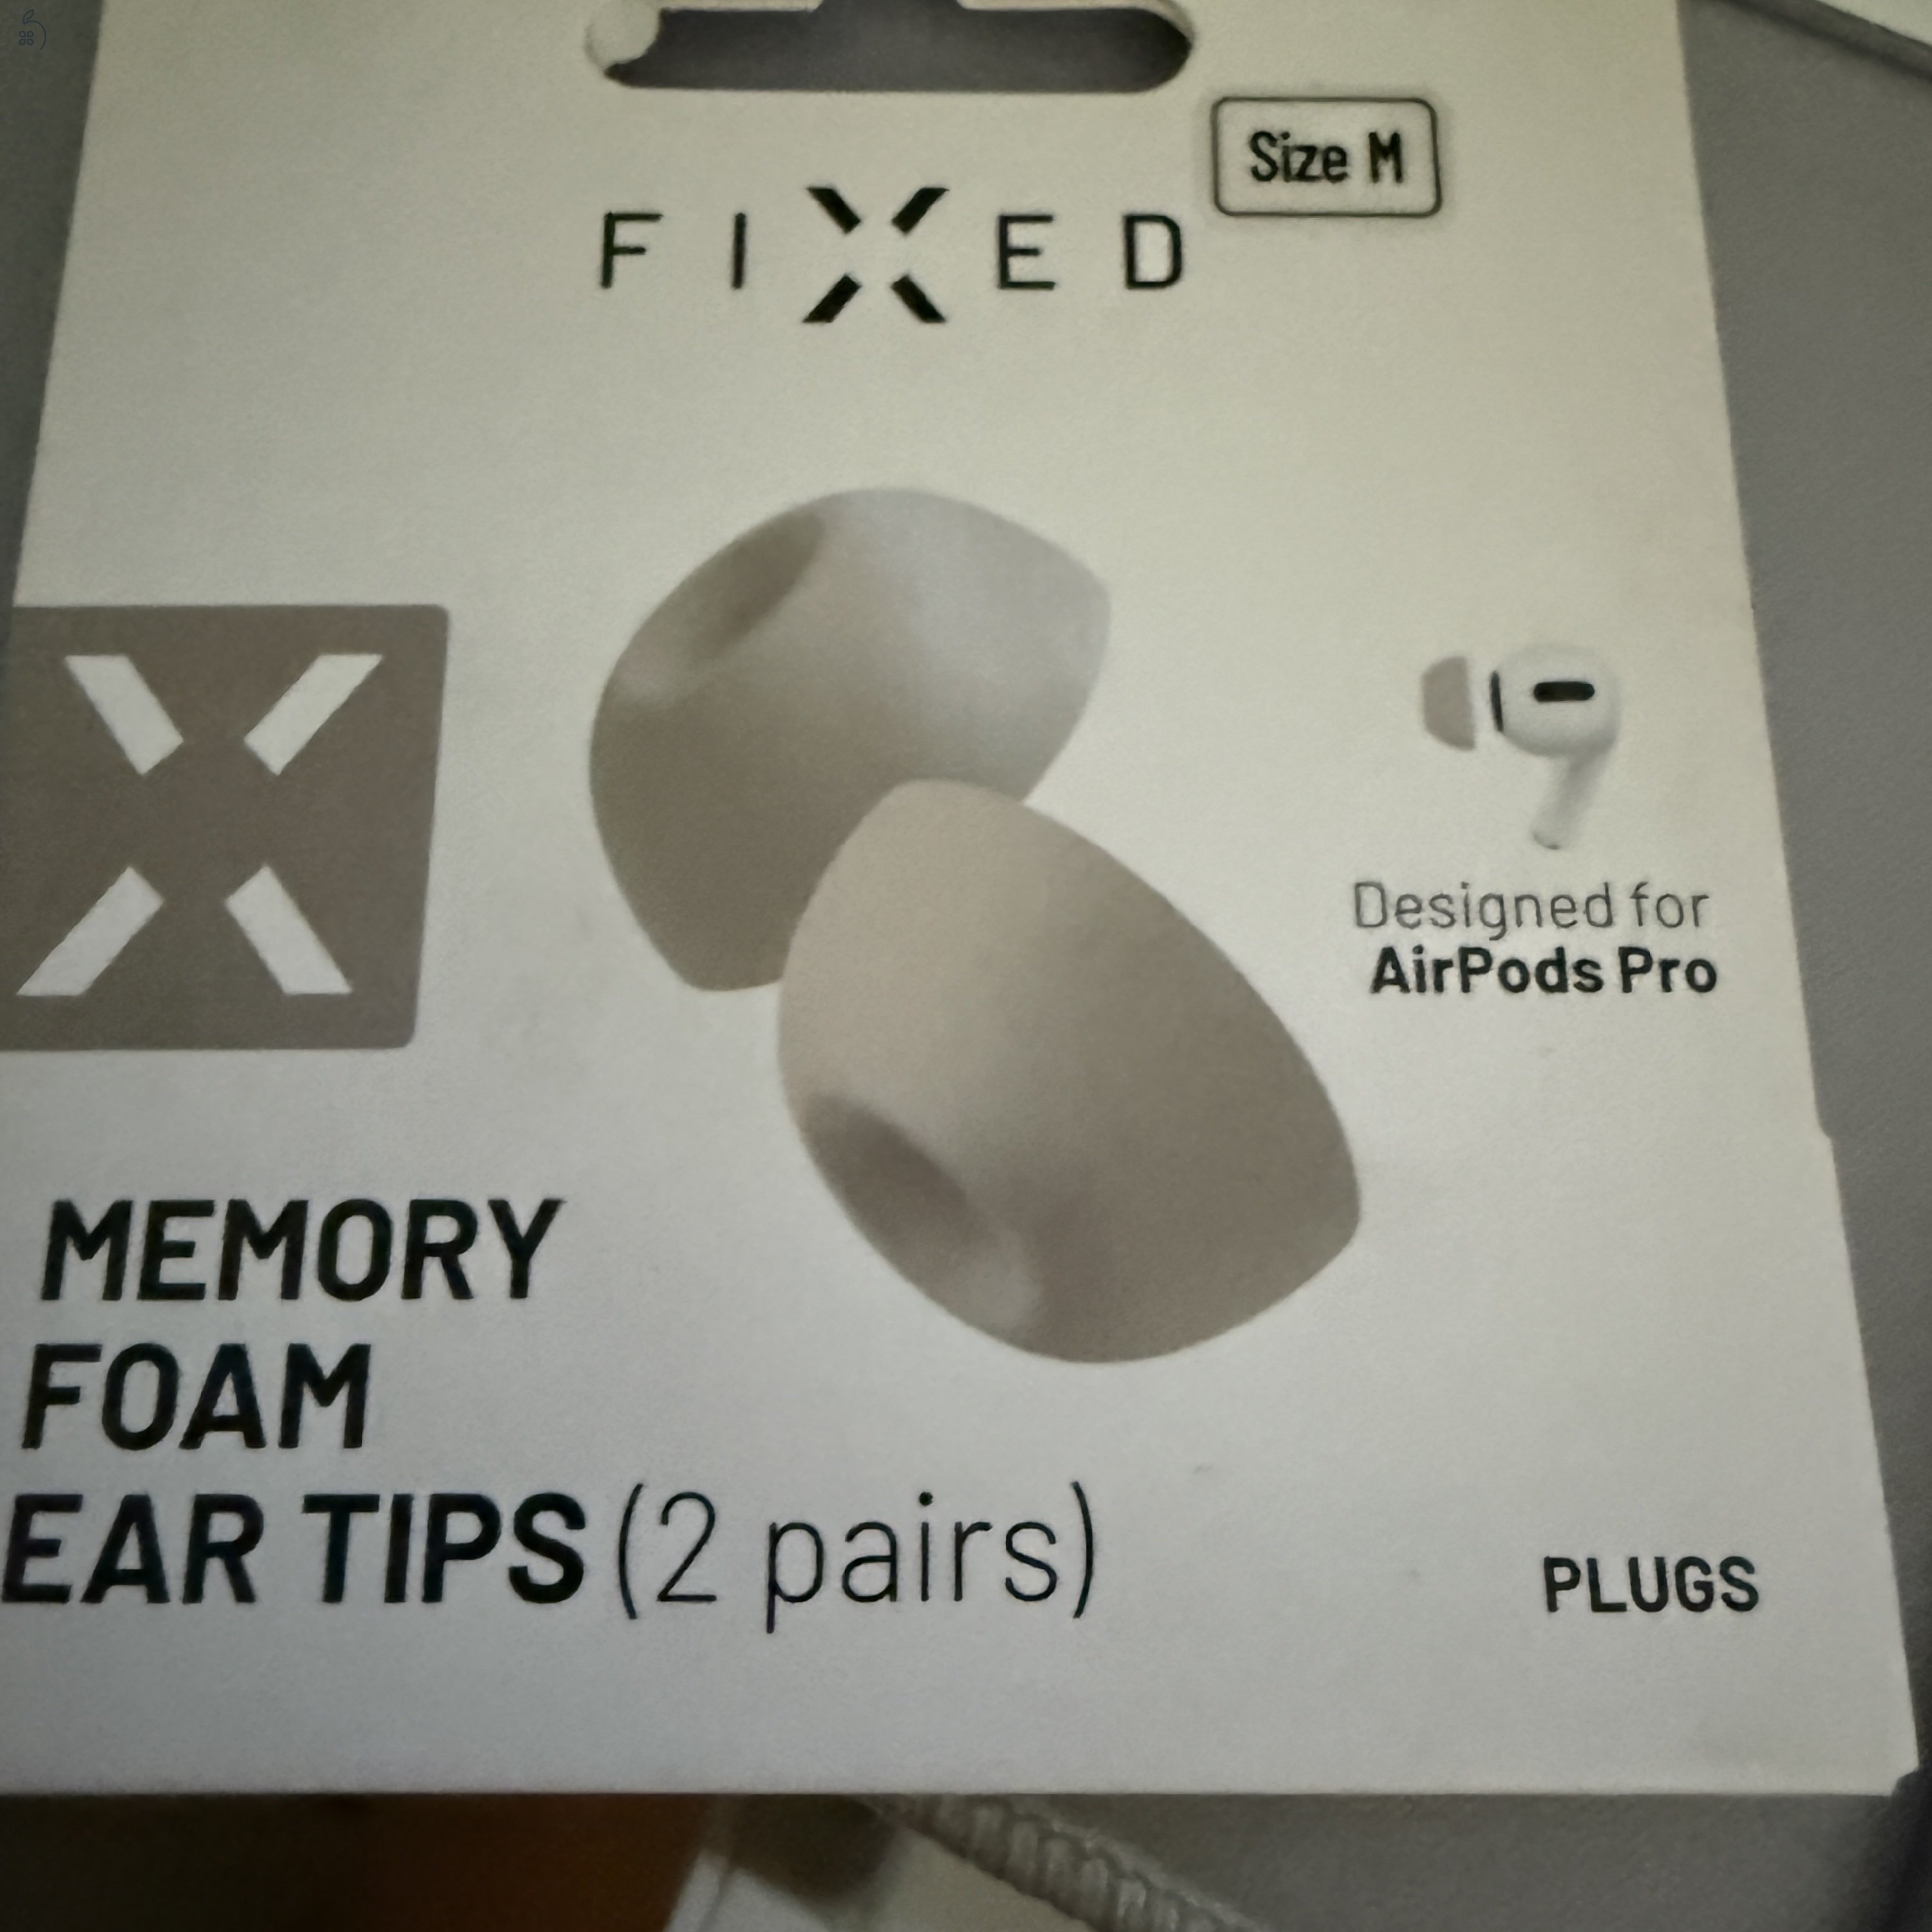 Size M
FIXED
Designed for
AirPods Pro
MEMORY
FOAM
EAR TIPS (2 pairs)
PLUGS